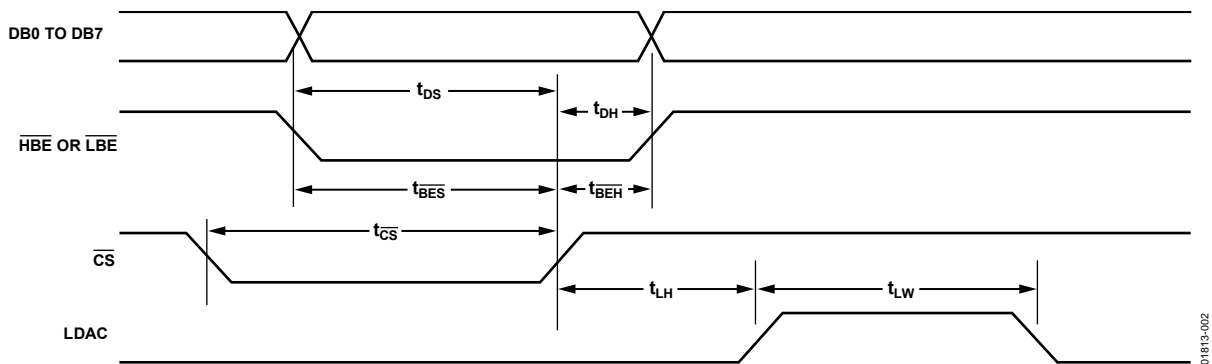 DB0 TO DB7
tDS
tDH
HBE OR LBE
tBES
tBEH
tCS
CS
tLH
tLW
LDAC
01813-002